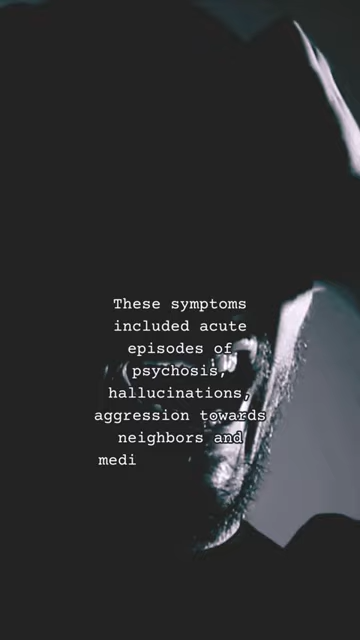 These symptoms
included acute
episodes of
psychosis,
hallucinations,
aggression towards
neighbors and
medi